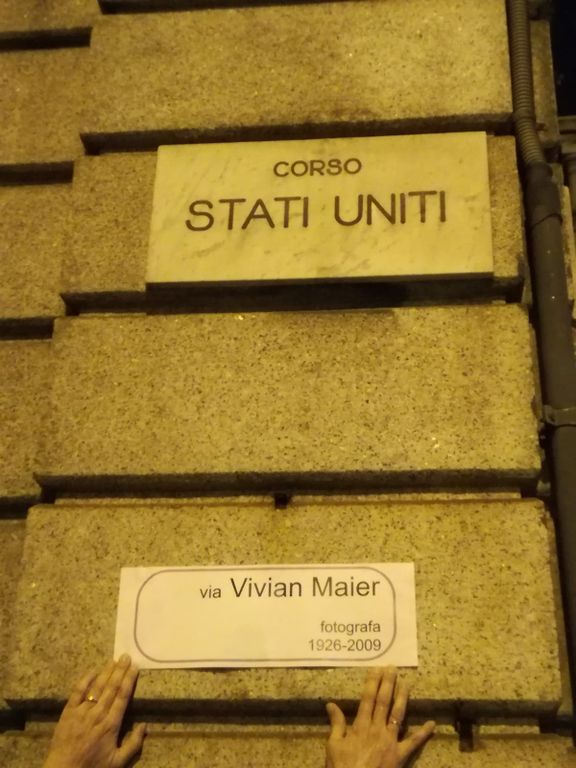 CORSO
STATI UNITI
via Vivian Maier
fotografa
1926-2009